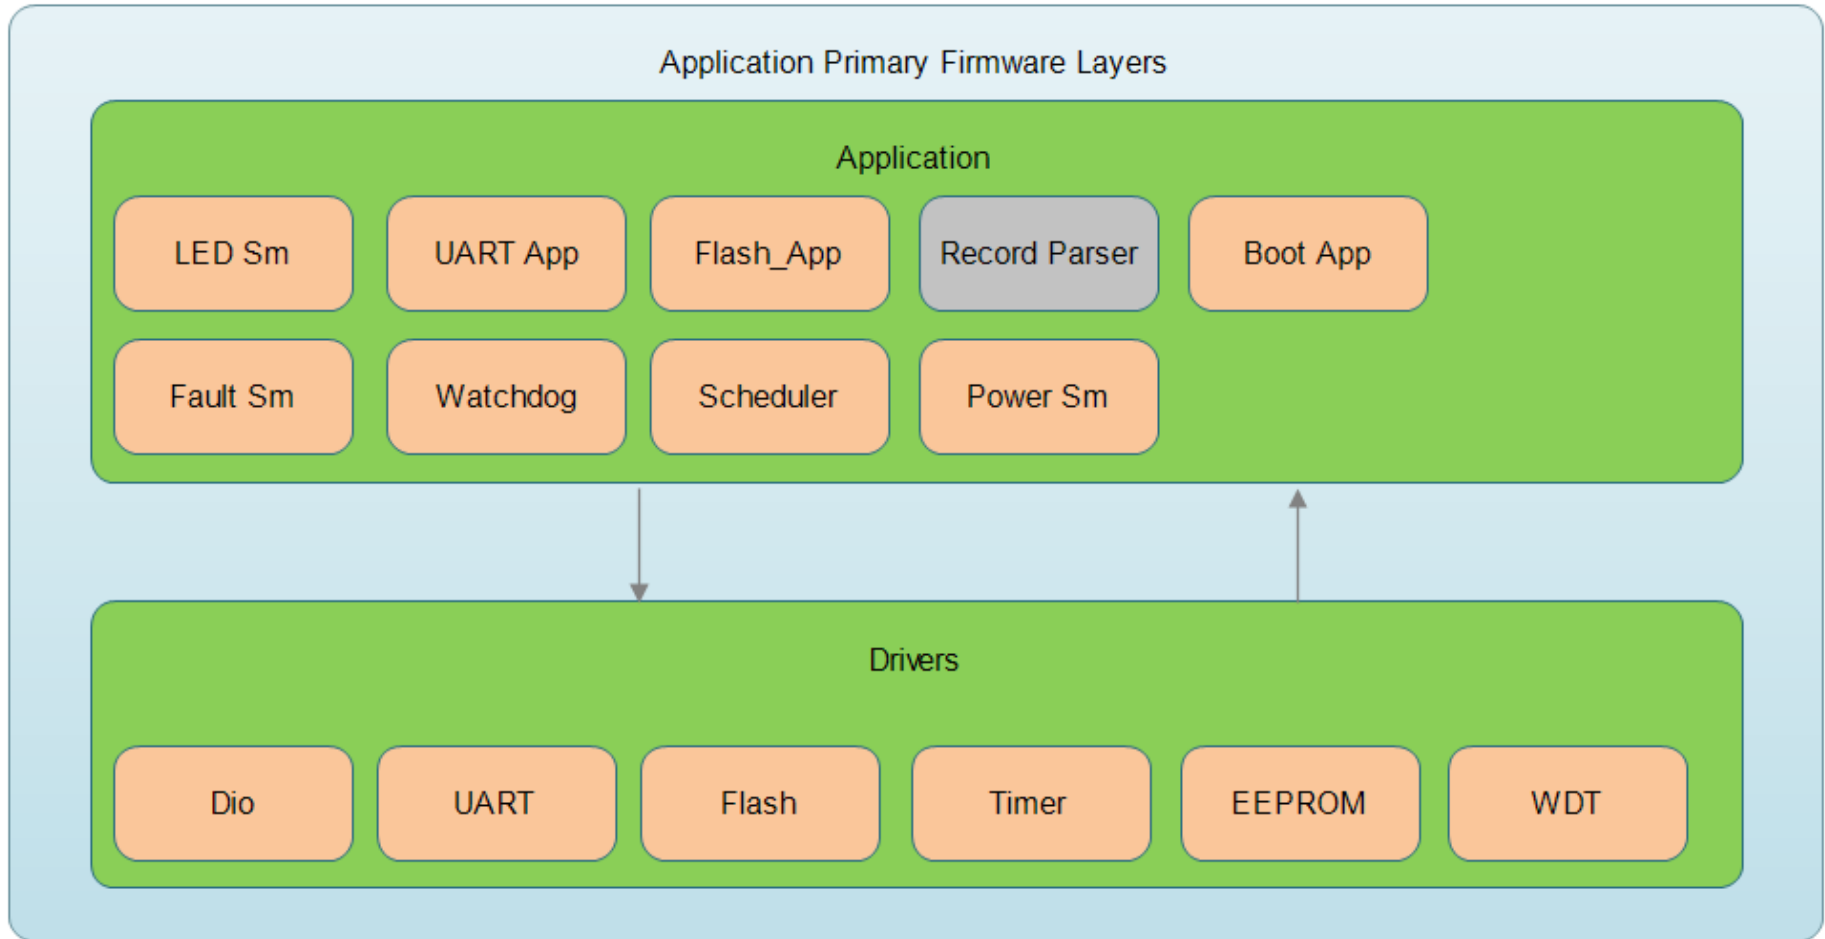 Application Primary Firmware Layers
Application
LED Sm
UART App
Flash_App
Record Parser
Boot App
Fault Sm
Watchdog
Scheduler
Power Sm
Drivers
Dio
UART
Flash
Timer
EEPROM
WDT